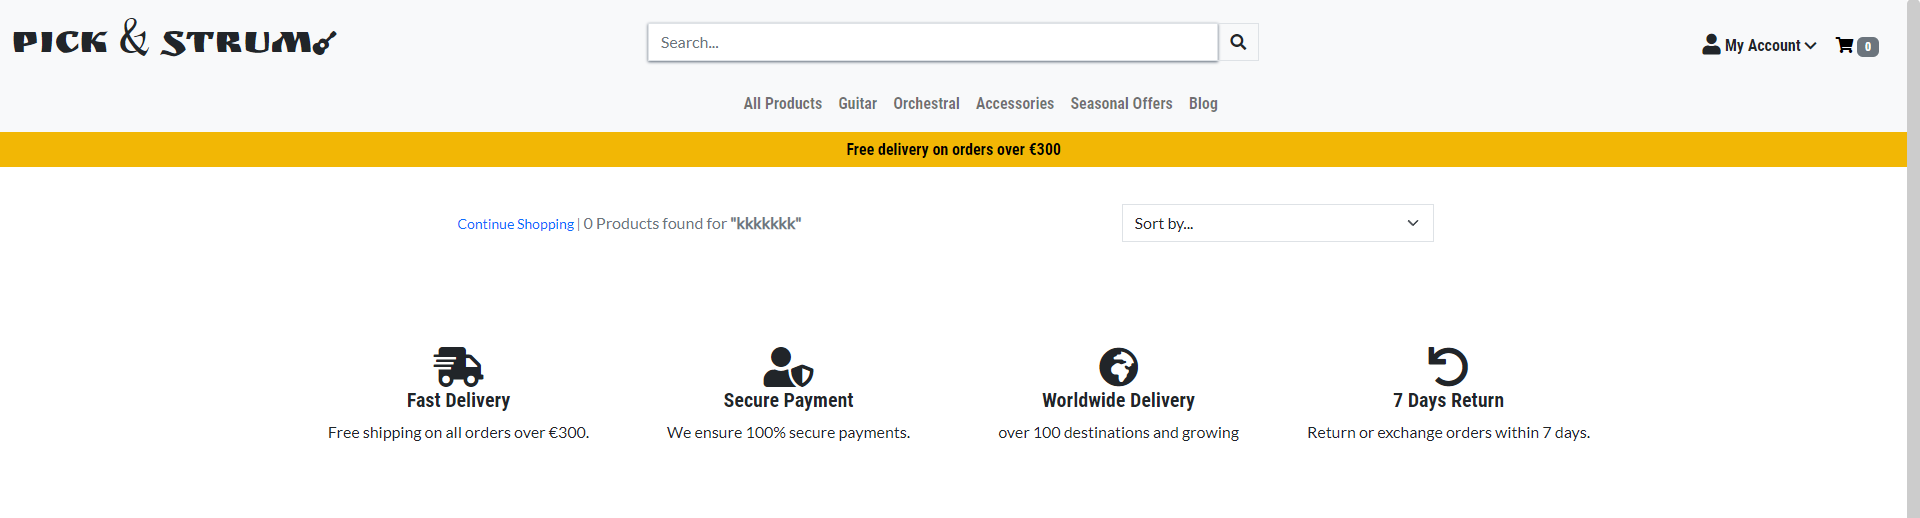 PICK & STRUM
Search...
My Account
0
All Products Guitar Orchestral Accessories Seasonal Offers Blog
Free delivery on orders over €300
Continue Shopping | 0 Products found for "kkkkkkk"
Sort by...
Fast Delivery
Free shipping on all orders over €300.
Secure Payment
We ensure 100% secure payments.
Worldwide Delivery
over 100 destinations and growing
7 Days Return
Return or exchange orders within 7 days.